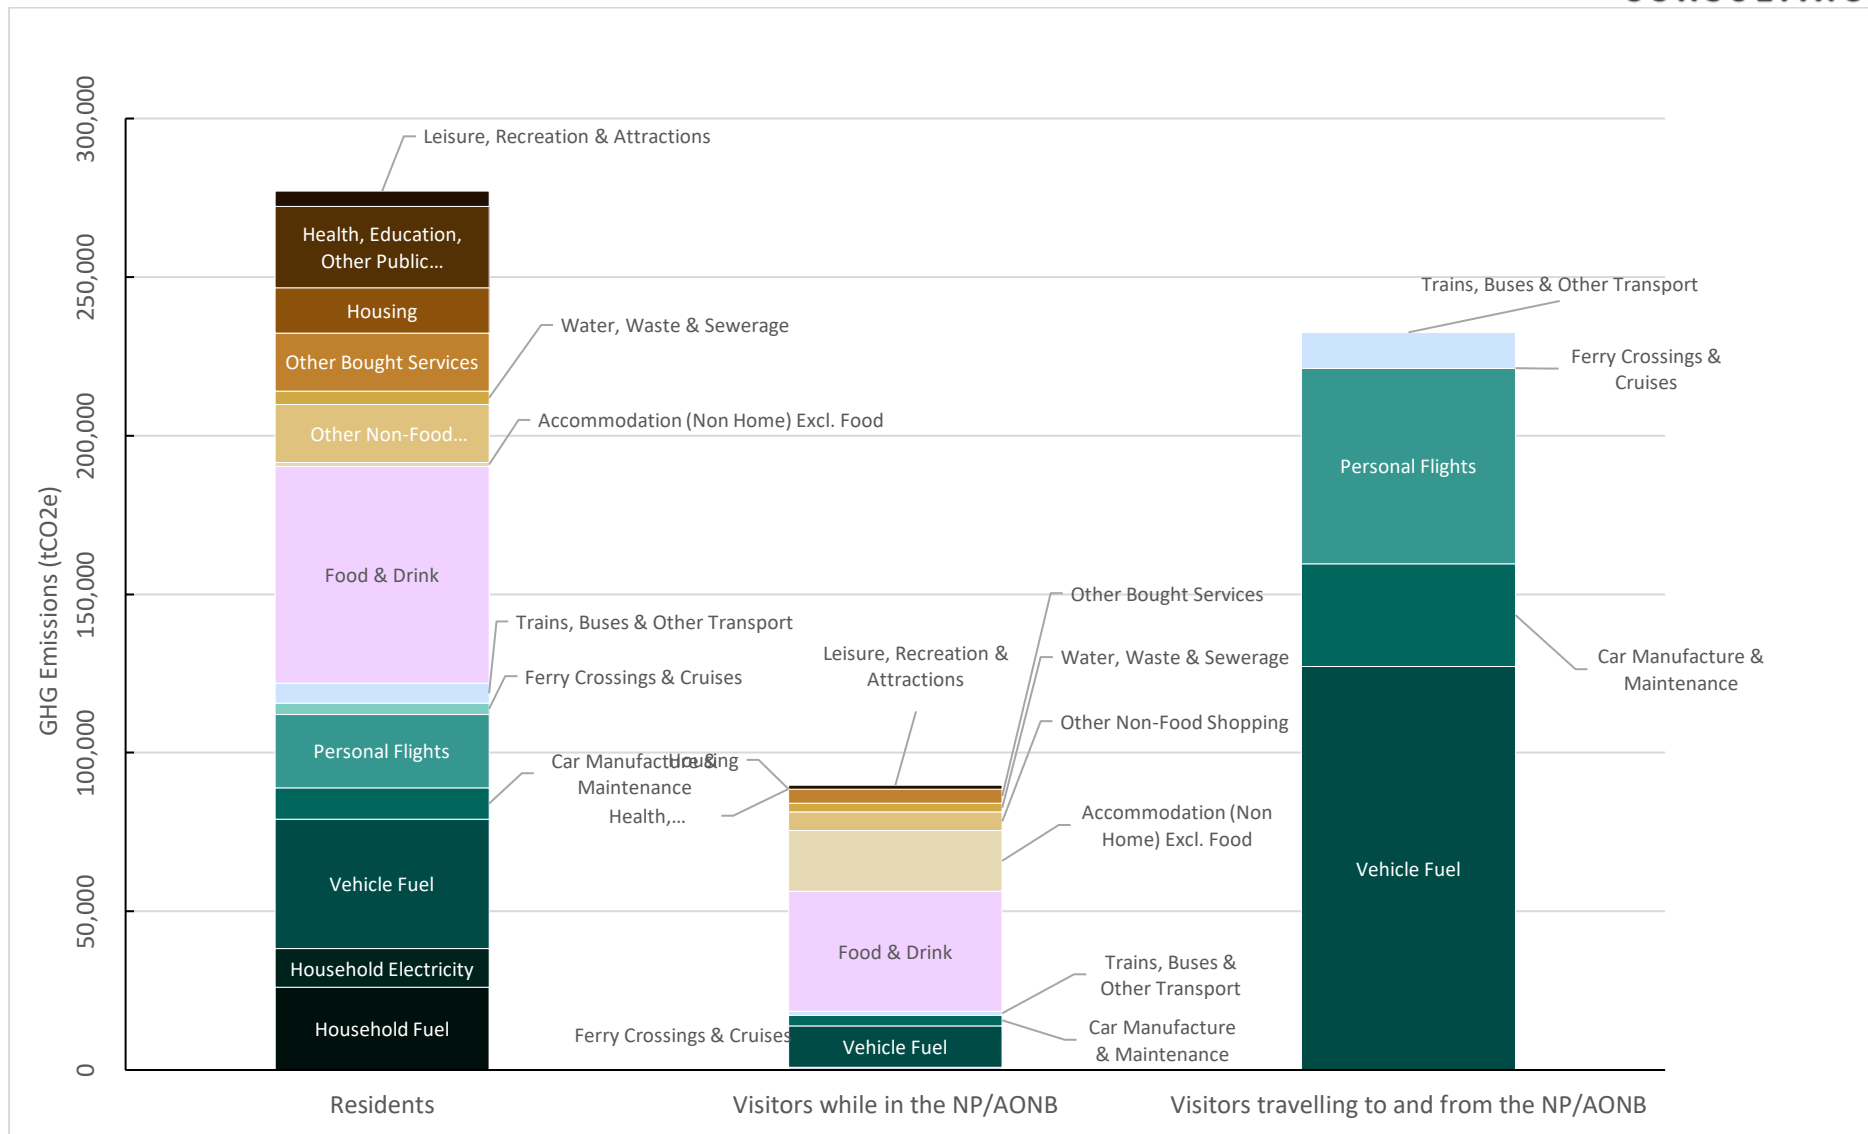 GHG Emissions (tCO2e)
300,000
250,000
200,000
150,000
100,000
50,000
0
Leisure, Recreation & Attractions
Health, Education,
Other Public...
Housing
Other Bought Services
Water, Waste & Sewerage
Other Non-Food...
Accommodation (Non Home) Excl. Food
Food & Drink
Trains, Buses & Other Transport
Ferry Crossings & Cruises
Personal Flights
Car Manufacture &
Maintenance
Vehicle Fuel
Household Electricity
Household Fuel
Residents
Leisure, Recreation &
Attractions
Housing
Health,...
Other Bought Services
Water, Waste & Sewerage
Other Non-Food Shopping
Accommodation (Non
Home) Excl. Food
Food & Drink
Trains, Buses &
Other Transport
Ferry Crossings & Cruises
Car Manufacture
& Maintenance
Vehicle Fuel
Visitors while in the NP/AONB
Trains, Buses & Other Transport
Ferry Crossings &
Cruises
Personal Flights
Car Manufacture &
Maintenance
Vehicle Fuel
Visitors travelling to and from the NP/AONB